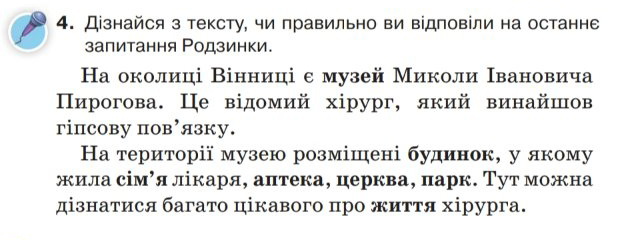 4. Дізнайся з тексту, чи правильно ви відповіли на останнє
запитання Родзинки.
На околиці Вінниці є музей Миколи Івановича
Пирогова. Це відомий хірург, який винайшов
гіпсову пов’язку.
На території музею розміщені будинок, у якому
жила сім’я лікаря, аптека, церква, парк. Тут можна
дізнатися багато цікавого про життя хірурга.